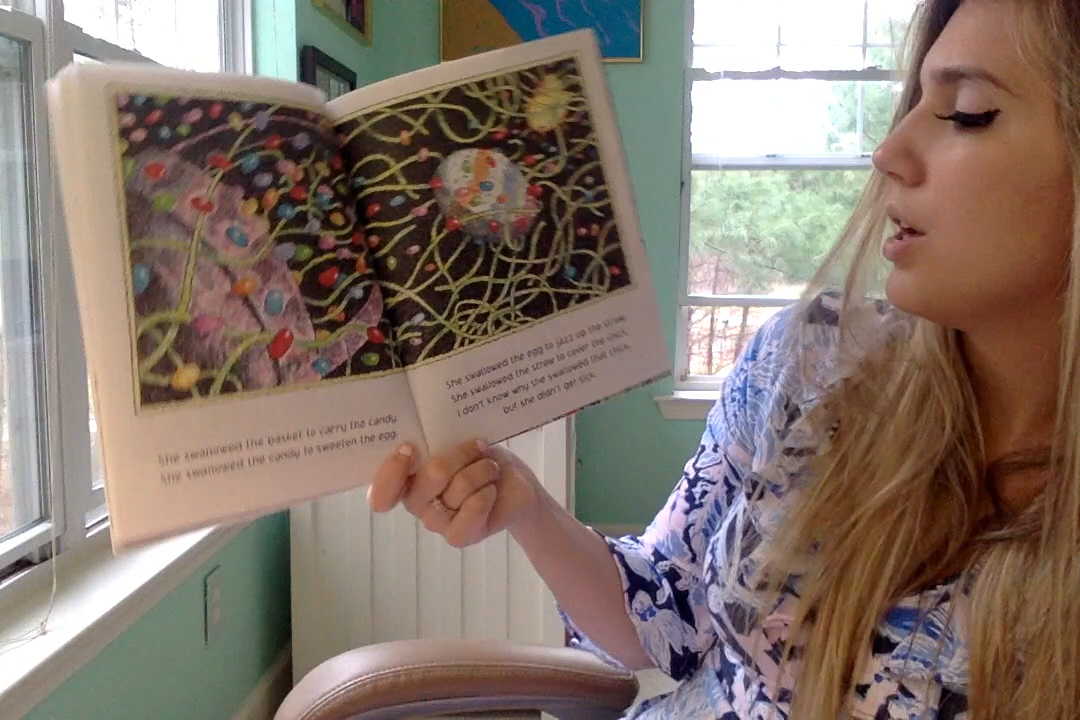 She swallowed the basket to carry the candy.
She swallowed the candy to sweeten the egg.
She swallowed the egg to jazz up the straw.
She swallowed the straw to cover the chick.
I don't know why she swallowed that chick,
but she didn't get sick.